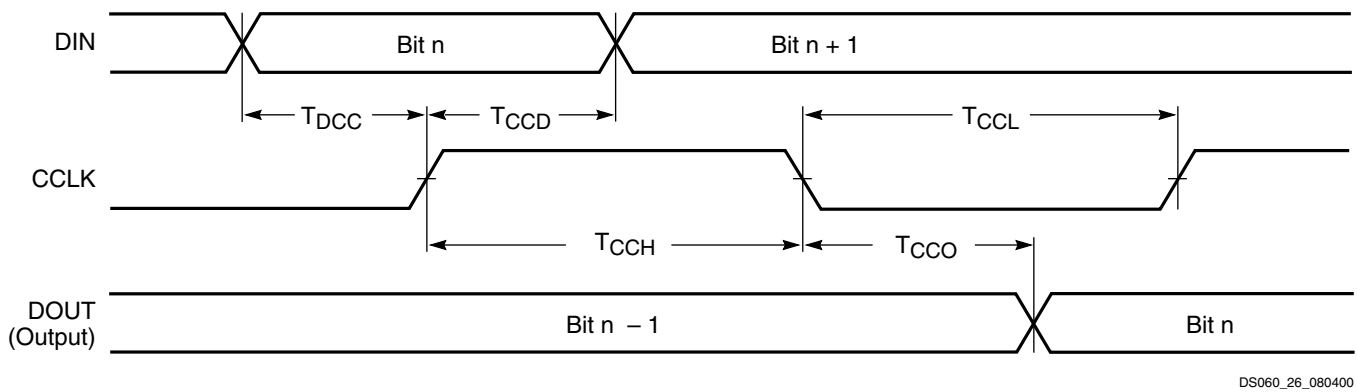 DIN
Bit n
Bit n + 1
TDCC
TCCD
TCCL
CCLK
TCCH
TCCO
DOUT
(Output)
Bit n – 1
Bit n
DS060_26_080400